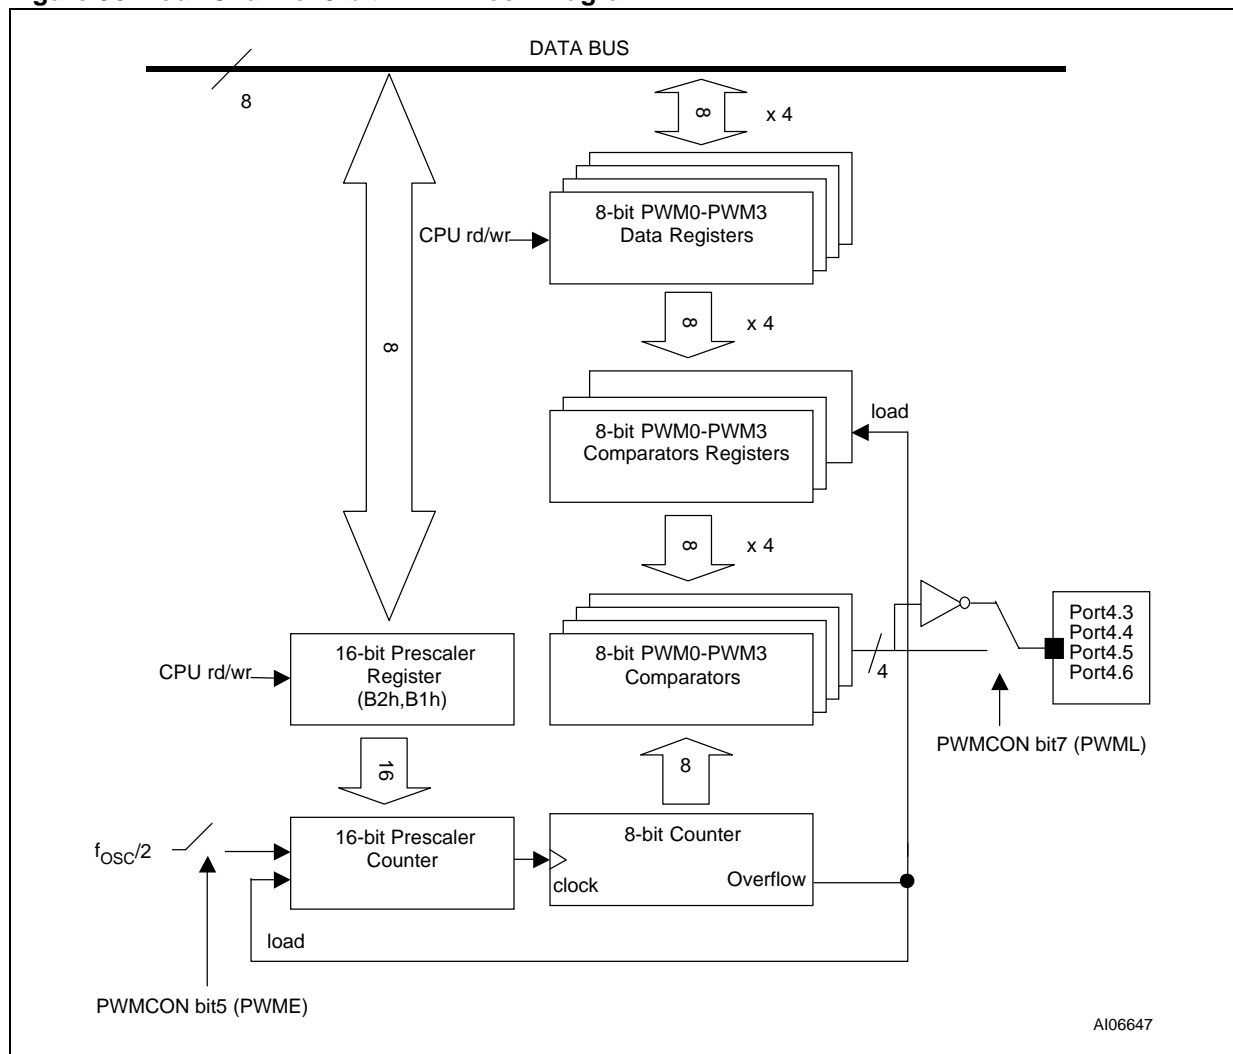 DATA BUS
8
8
x 4
8-bit PWM0-PWM3
Data Registers
CPU rd/wr
8
x 4
8
load
8-bit PWM0-PWM3
Comparators Registers
8
x 4
Port4.3
Port4.4
Port4.5
Port4.6
16-bit Prescaler
Register
(B2h,B1h)
CPU rd/wr
8-bit PWM0-PWM3
Comparators
4
PWMCON bit7 (PWML)
16
8
16-bit Prescaler
Counter
8-bit Counter
fOSC/2
clock
Overflow
load
PWMCON bit5 (PWME)
AI06647